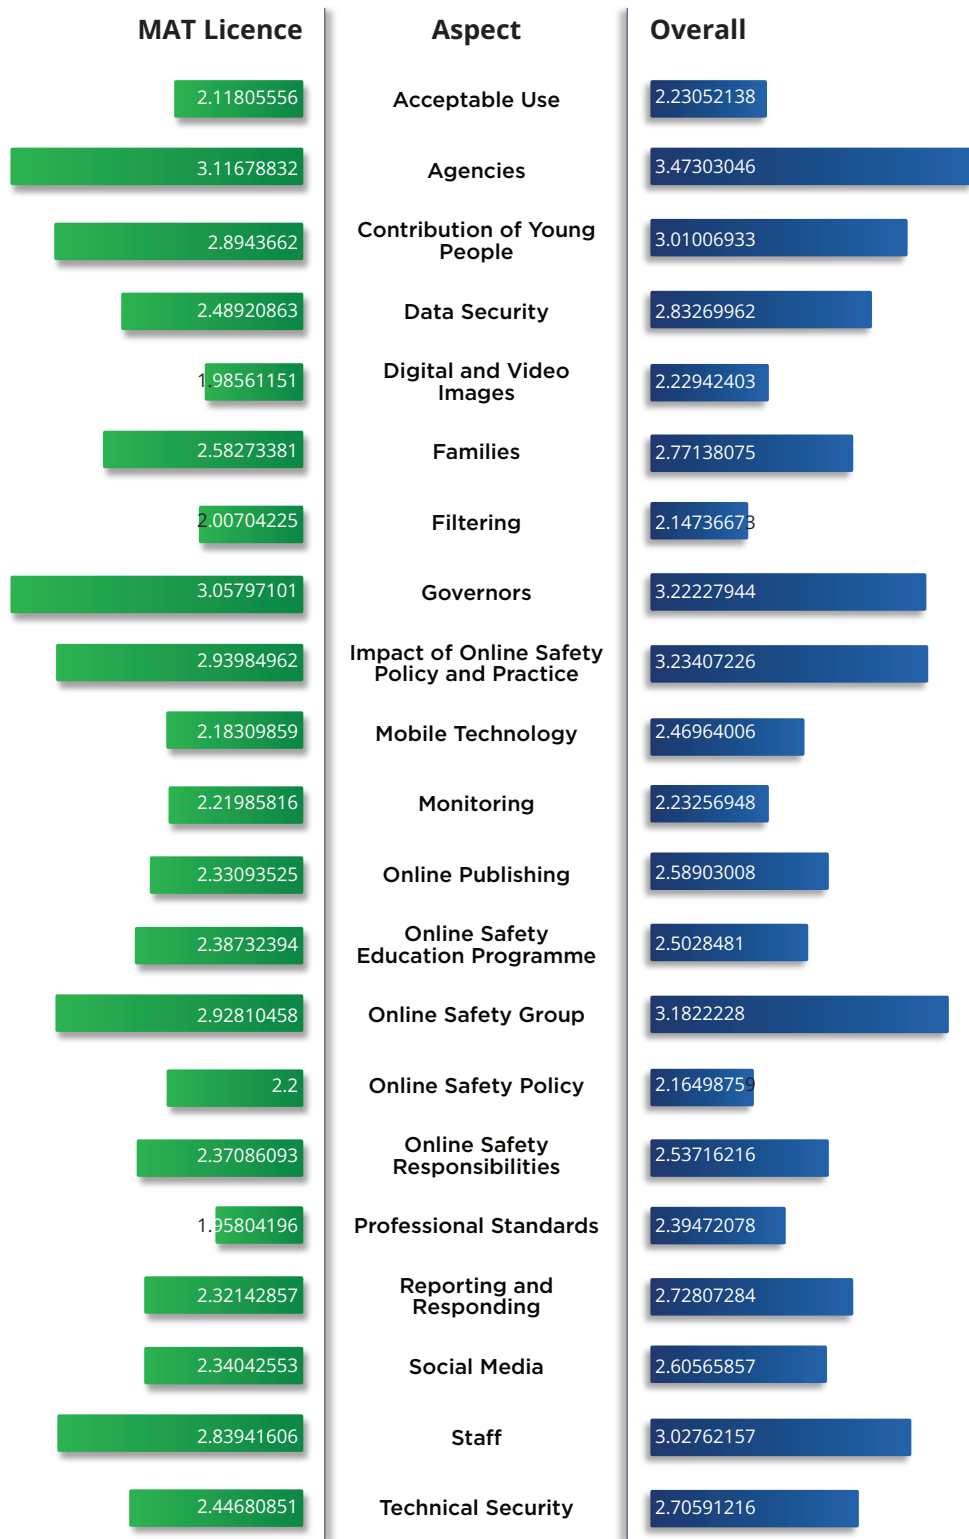 MAT Licence Aspect Overall
2.11805556 Acceptable Use 2.23052138
3.11678832 Agencies 3.47303046
Contribution of Young
2.8943662 People 3.01006933
2.48920863 Data Security 2.83269962
Digital and Video
1.98561151 Images 2.22942403
2.58273381 Families 2.77138075
2.00704225 Filtering 2.14736673
3.05797101 Governors 3.22227944
Impact of Online Safety
2.93984962 Policy and Practice 3.23407226
2.18309859 Mobile Technology 2.46964006
2.21985816 Monitoring 2.23256948
2.33093525 Online Publishing 2.58903008
Online Safety
2.38732394 Education Programme 2.5028481
2.92810458 Online Safety Group 3.1822228
2.2 Online Safety Policy 2.16498759
Online Safety
2.37086093 Responsibilities 2.53716216
1.95804196 Professional Standards 2.39472078
Reporting and
2.32142857 Responding 2.72807284
2.34042553 Social Media 2.60565857
2.83941606 Staff 3.02762157
2.44680851 Technical Security 2.70591216